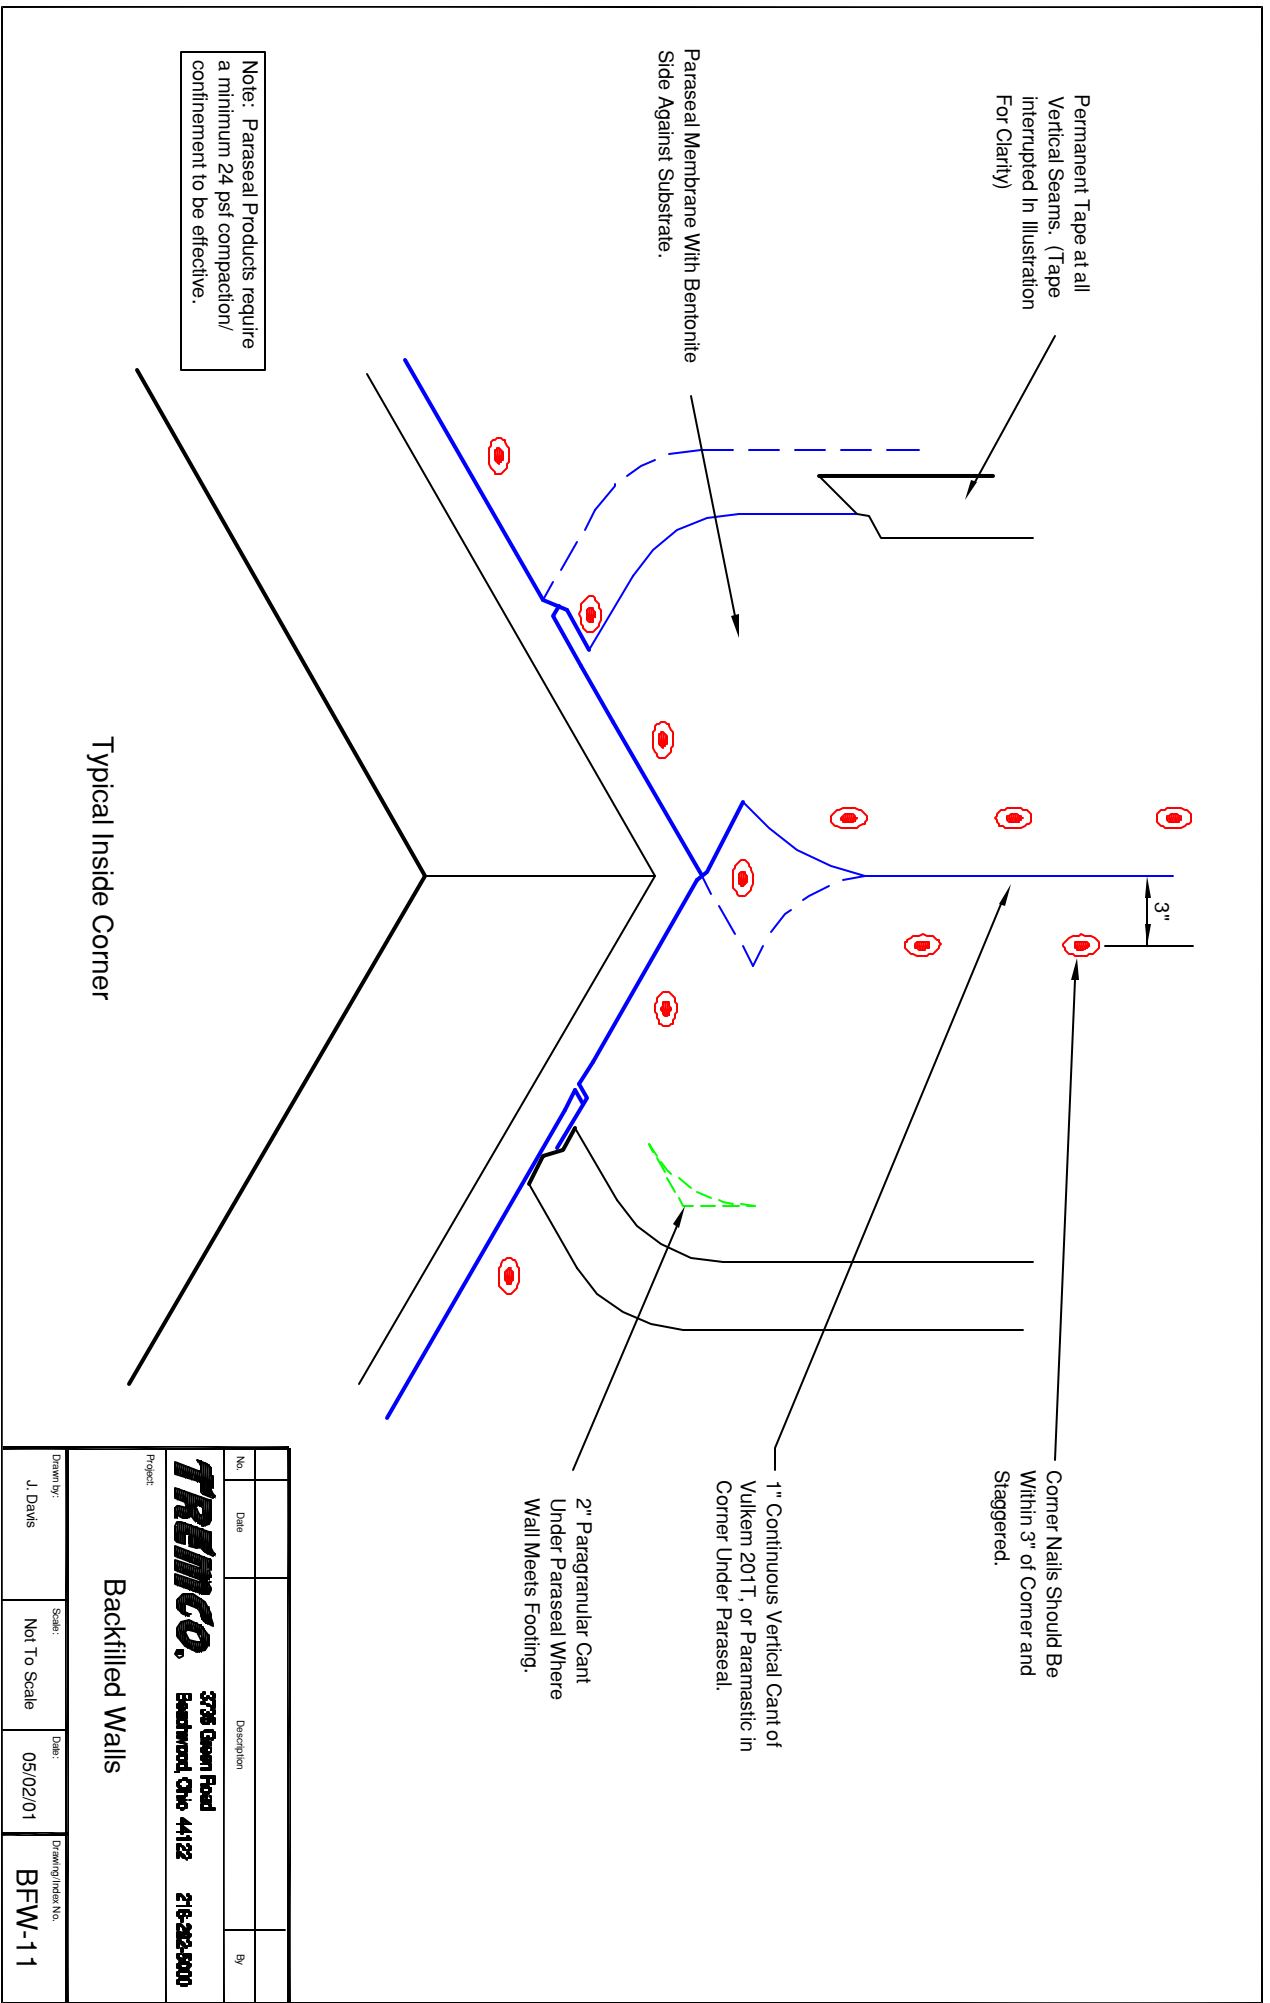 Permanent Tape at all
Vertical Seams. (Tape
interrupted In Illustration
For Clarity)
Paraseal Membrane With Bentonite
Side Against Substrate.
Note: Paraseal Products require
a minimum 24 psf compaction/
confinement to be effective.
3"
Corner Nails Should Be
Within 3" of Corner and
Staggered.
1" Continuous Vertical Cant of
Vulkem 201T, or Paramastic in
Corner Under Paraseal.
2" Paragranular Cant
Under Paraseal Where
Wall Meets Footing.
Typical Inside Corner
No. Date Description By
TREMCO®
3735 Green Road
Beachwood, Ohio 44122 216-292-5000
Project:
Backfilled Walls
Drawn by: Scale: Date: Drawing/Index No.
J. Davis Not To Scale 05/02/01 BFW-11